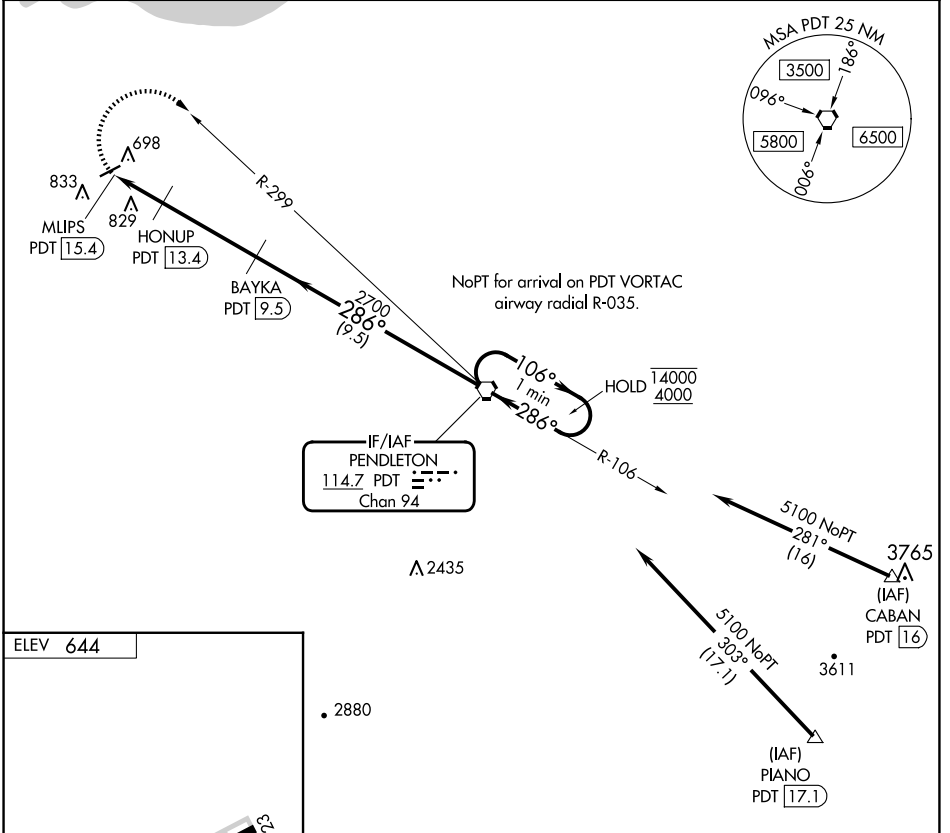 MSA PDT 25 NM
3500
186°
096°
5800
6500
006°
698
833
829
MLIPS
PDT 15.4
HONUP
PDT 13.4
BAYKA
PDT 9.5
R-299
2700
286°
(9.5)
NoPT for arrival on PDT VORTAC
airway radial R-035.
106°
1 min
286°
HOLD 14000
4000
R-106
IF/IAF
PENDLETON
114.7 PDT
Chan 94
5100 NoPT
281°
(16)
3765
(IAF)
CABAN
PDT 16
2435
5100 NoPT
303°
(17.1)
3611
(IAF)
PIANO
PDT 17.1
ELEV 644
2880
23